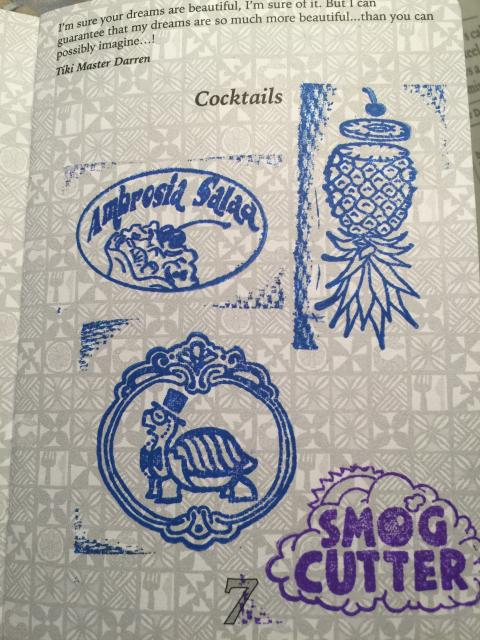 I'm sure your dreams are beautiful, I'm sure of it. But I can
guarantee that my dreams are so much more beautiful...than you can
possibly imagine...!
Tiki Master Darren
Cocktails
Ambrosia Salad
SMOG
CUTTER
7